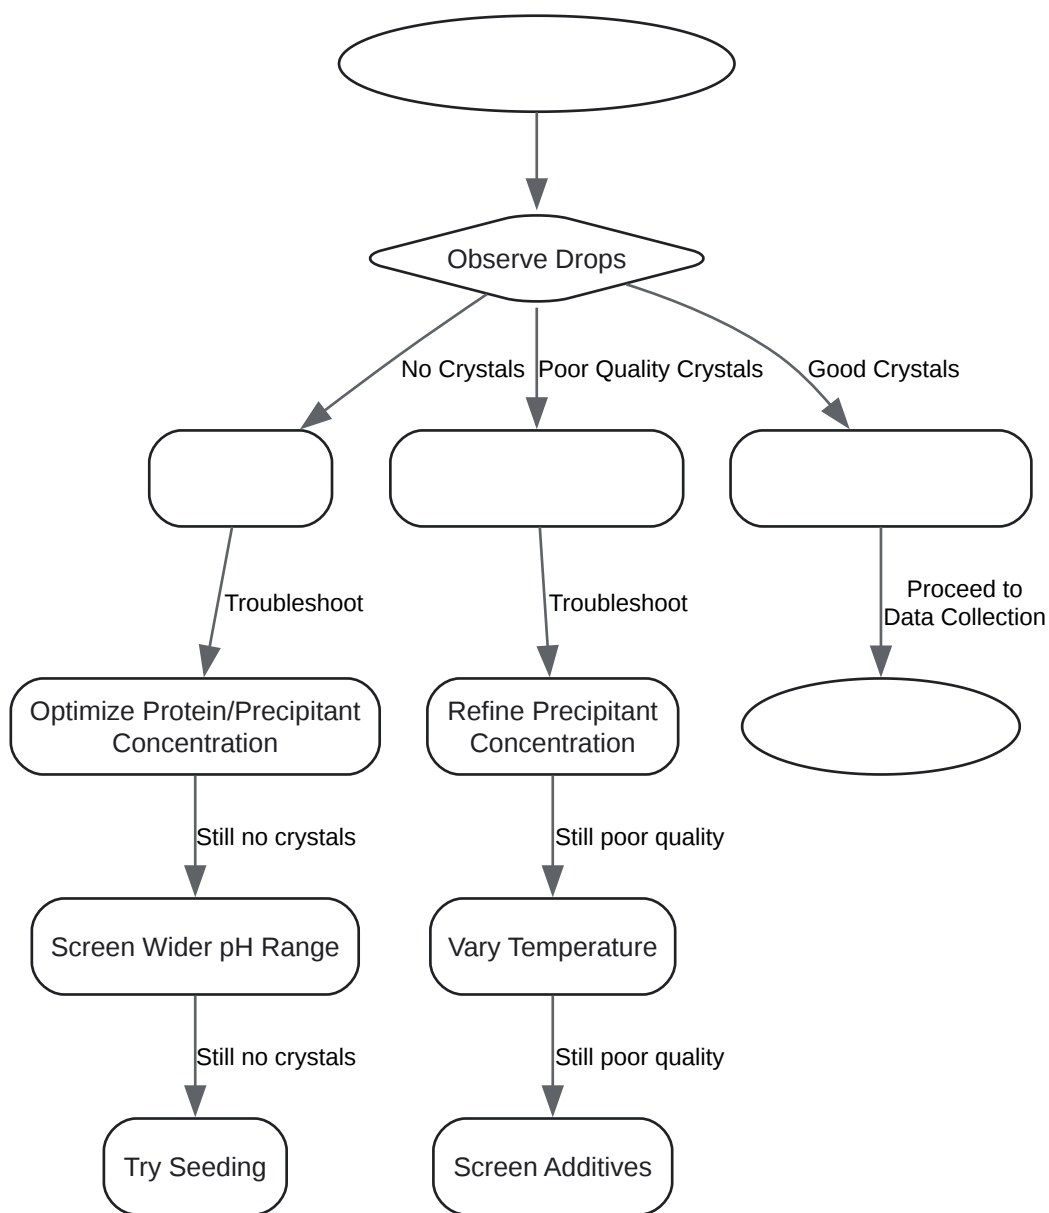 Observe Drops
No Crystals
Poor Quality Crystals
Good Crystals
Troubleshoot
Troubleshoot
Proceed to
Data Collection
Optimize Protein/Precipitant
Concentration
Refine Precipitant
Concentration
Still no crystals
Still poor quality
Screen Wider pH Range
Vary Temperature
Still no crystals
Still poor quality
Try Seeding
Screen Additives